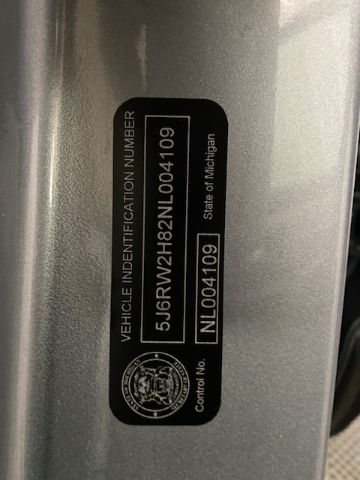 VEHICLE INDENTIFICATION NUMBER
5J6RW2H82NL004109
Control No. NL004109 State of Michigan